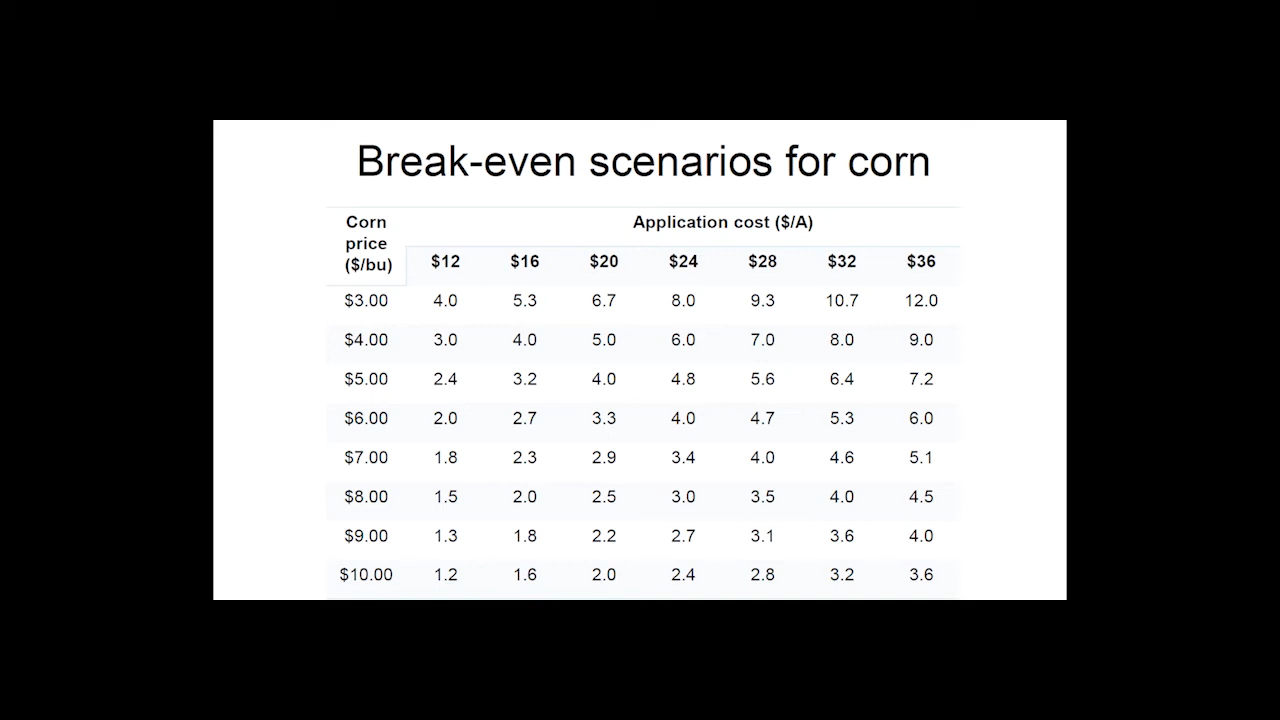 Break-even scenarios for corn
Corn price ($/bu) Application cost ($/A)
$12 $16 $20 $24 $28 $32 $36
$3.00 4.0 5.3 6.7 8.0 9.3 10.7 12.0
$4.00 3.0 4.0 5.0 6.0 7.0 8.0 9.0
$5.00 2.4 3.2 4.0 4.8 5.6 6.4 7.2
$6.00 2.0 2.7 3.3 4.0 4.7 5.3 6.0
$7.00 1.8 2.3 2.9 3.4 4.0 4.6 5.1
$8.00 1.5 2.0 2.5 3.0 3.5 4.0 4.5
$9.00 1.3 1.8 2.2 2.7 3.1 3.6 4.0
$10.00 1.2 1.6 2.0 2.4 2.8 3.2 3.6